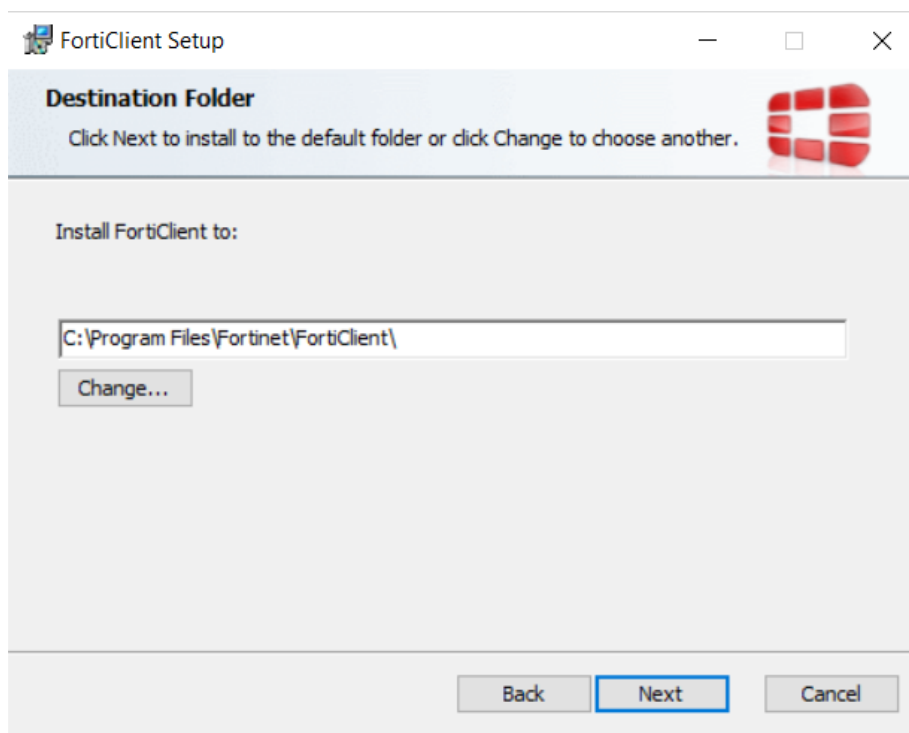 FortiClient Setup
Destination Folder
Click Next to install to the default folder or click Change to choose another.
Install FortiClient to:
C:\Program Files\Fortinet\FortiClient\
Change...
Back Next Cancel